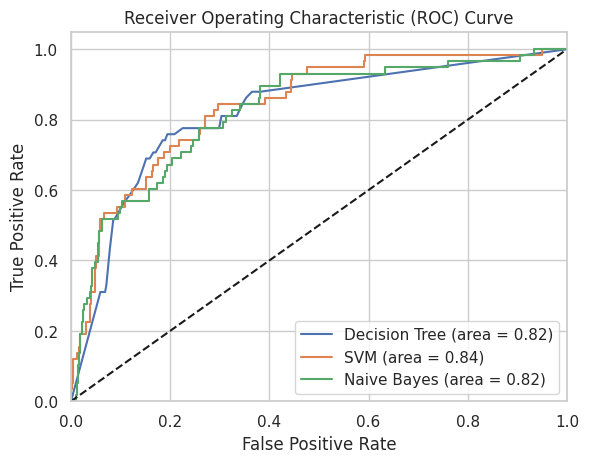 Receiver Operating Characteristic (ROC) Curve
1.0
0.8
0.6
0.4
0.2
0.0
True Positive Rate
Decision Tree (area = 0.82)
SVM (area = 0.84)
Naive Bayes (area = 0.82)
0.0 0.2 0.4 0.6 0.8 1.0
False Positive Rate